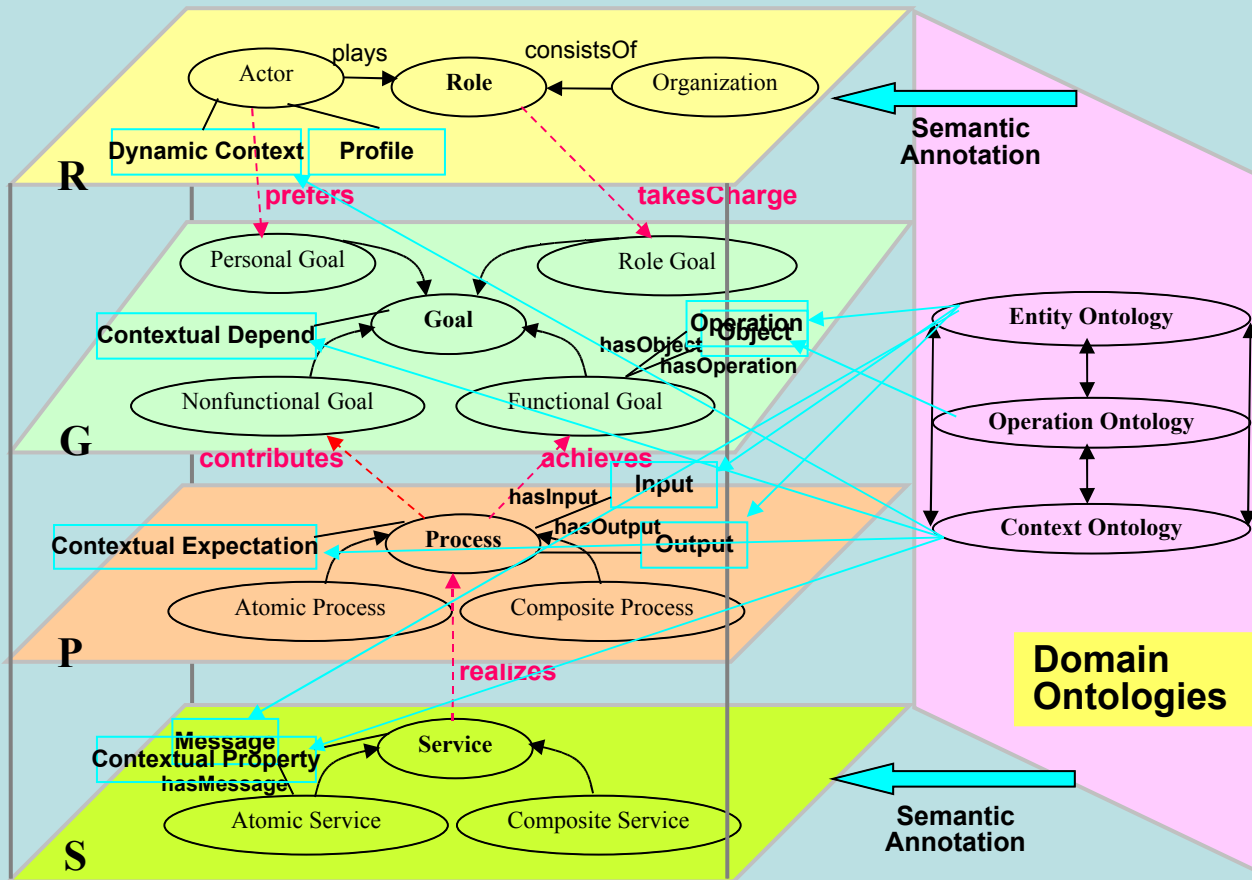 plays
consistsOf
Actor
Role
Organization
Semantic
Annotation
Dynamic Context
Profile
R
prefers
takesCharge
Personal Goal
Role Goal
Goal
Contextual Depend
Operation
Object
hasObject
hasOperation
Nonfunctional Goal
Functional Goal
G
contributes
achieves
Entity Ontology
Operation Ontology
Context Ontology
Input
hasInput
hasOutput
Contextual Expectation
Process
Output
Atomic Process
Composite Process
P
realizes
Domain
Ontologies
Message
Service
Contextual Property
hasMessage
Atomic Service
Composite Service
S
Semantic
Annotation